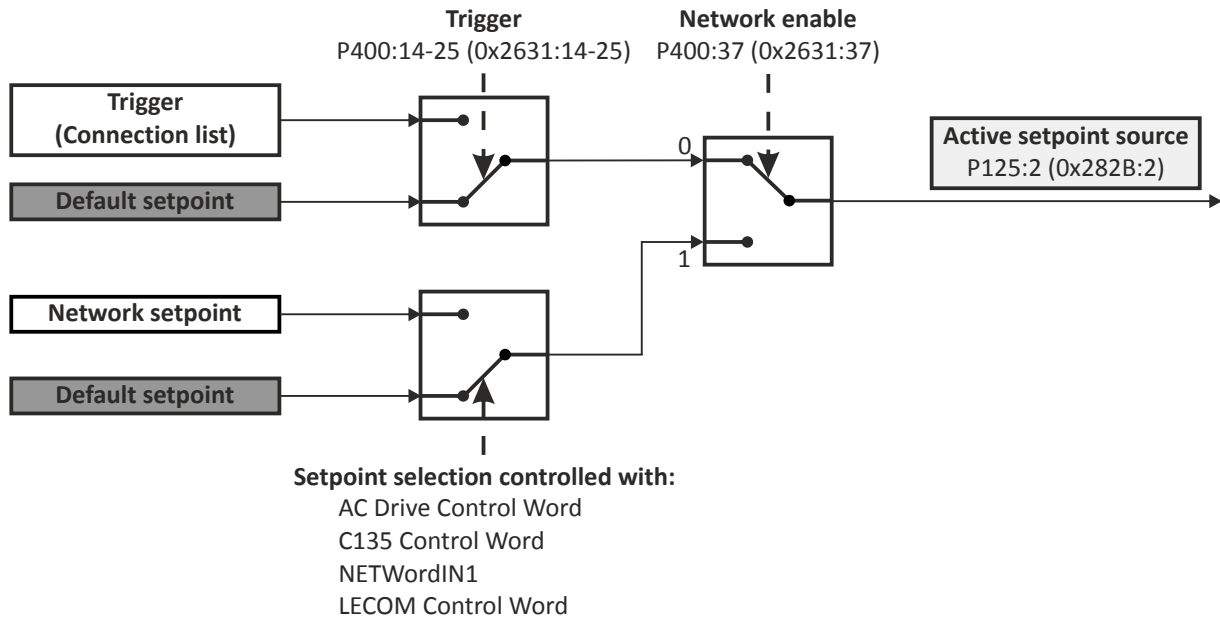 Trigger
P400:14-25 (0x2631:14-25)
Network enable
P400:37 (0x2631:37)
Trigger
(Connection list)
Default setpoint
0
Active setpoint source
P125:2 (0x282B:2)
1
Network setpoint
Default setpoint
Setpoint selection controlled with:
AC Drive Control Word
C135 Control Word
NETWordIN1
LECOM Control Word